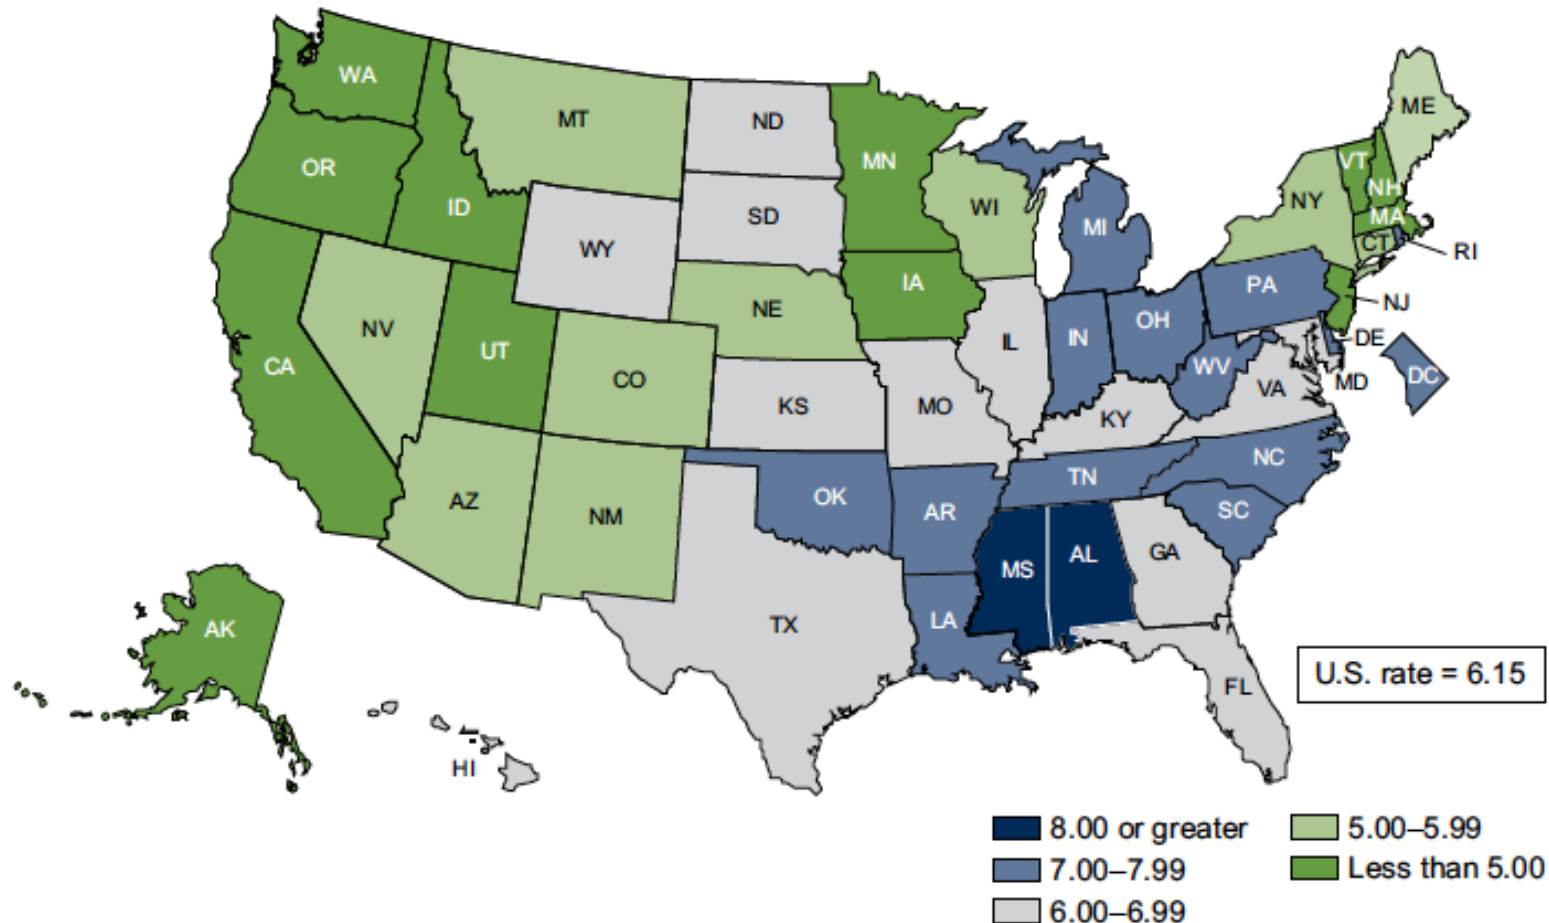 WA
MT
ND
MN
ME
OR
ID
SD
WI
MI
NY
VT
NH
MA
CT
RI
WY
IA
NE
PA
NJ
NV
UT
CO
IL
IN
OH
DE
CA
KS
MO
WV
MD
DC
VA
KY
AZ
NM
OK
AR
TN
NC
SC
MS
AL
GA
AK
TX
LA
FL
HI
U.S. rate = 6.15
8.00 or greater
7.00–7.99
6.00–6.99
5.00–5.99
Less than 5.00